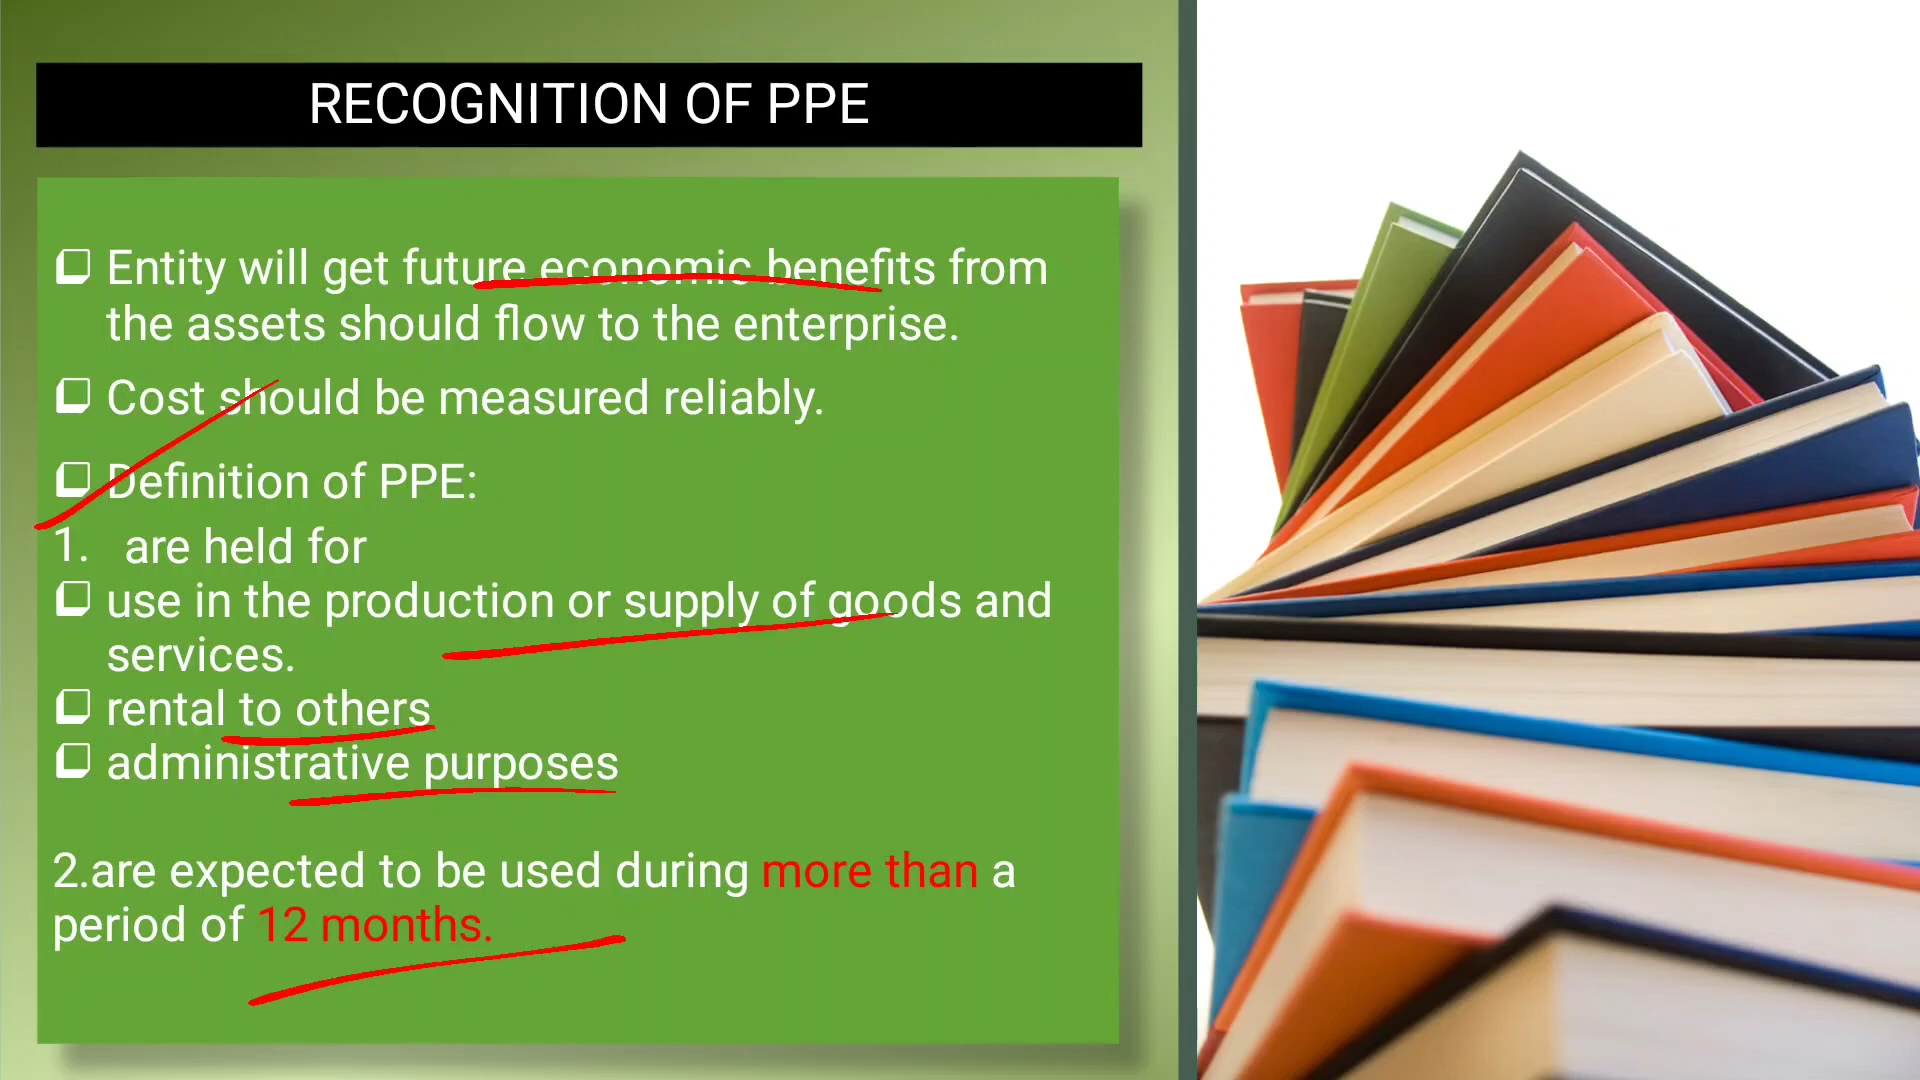 RECOGNITION OF PPE
Entity will get future economic benefits from
the assets should flow to the enterprise.
Cost should be measured reliably.
Definition of PPE:
1. are held for
use in the production or supply of goods and
services.
rental to others
administrative purposes
2.are expected to be used during more than a
period of 12 months.